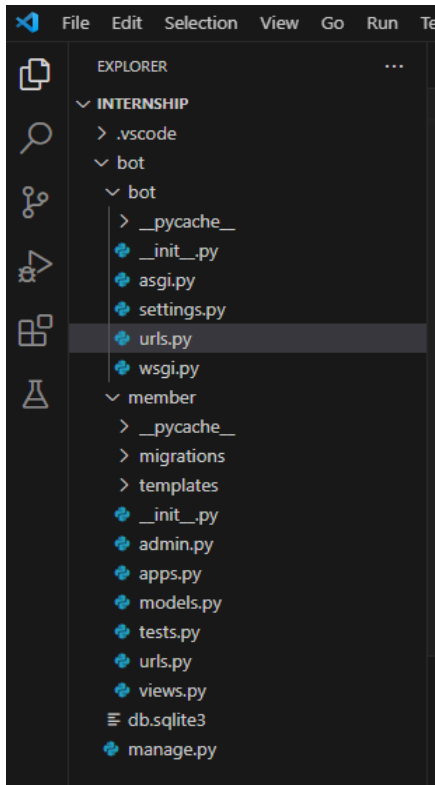 File Edit Selection View Go Run Te
EXPLORER ...
INTERNSHIP
.vscode
bot
bot
__pycache__
__init__.py
asgi.py
settings.py
urls.py
wsgi.py
member
__pycache__
migrations
templates
__init__.py
admin.py
apps.py
models.py
tests.py
urls.py
views.py
db.sqlite3
manage.py